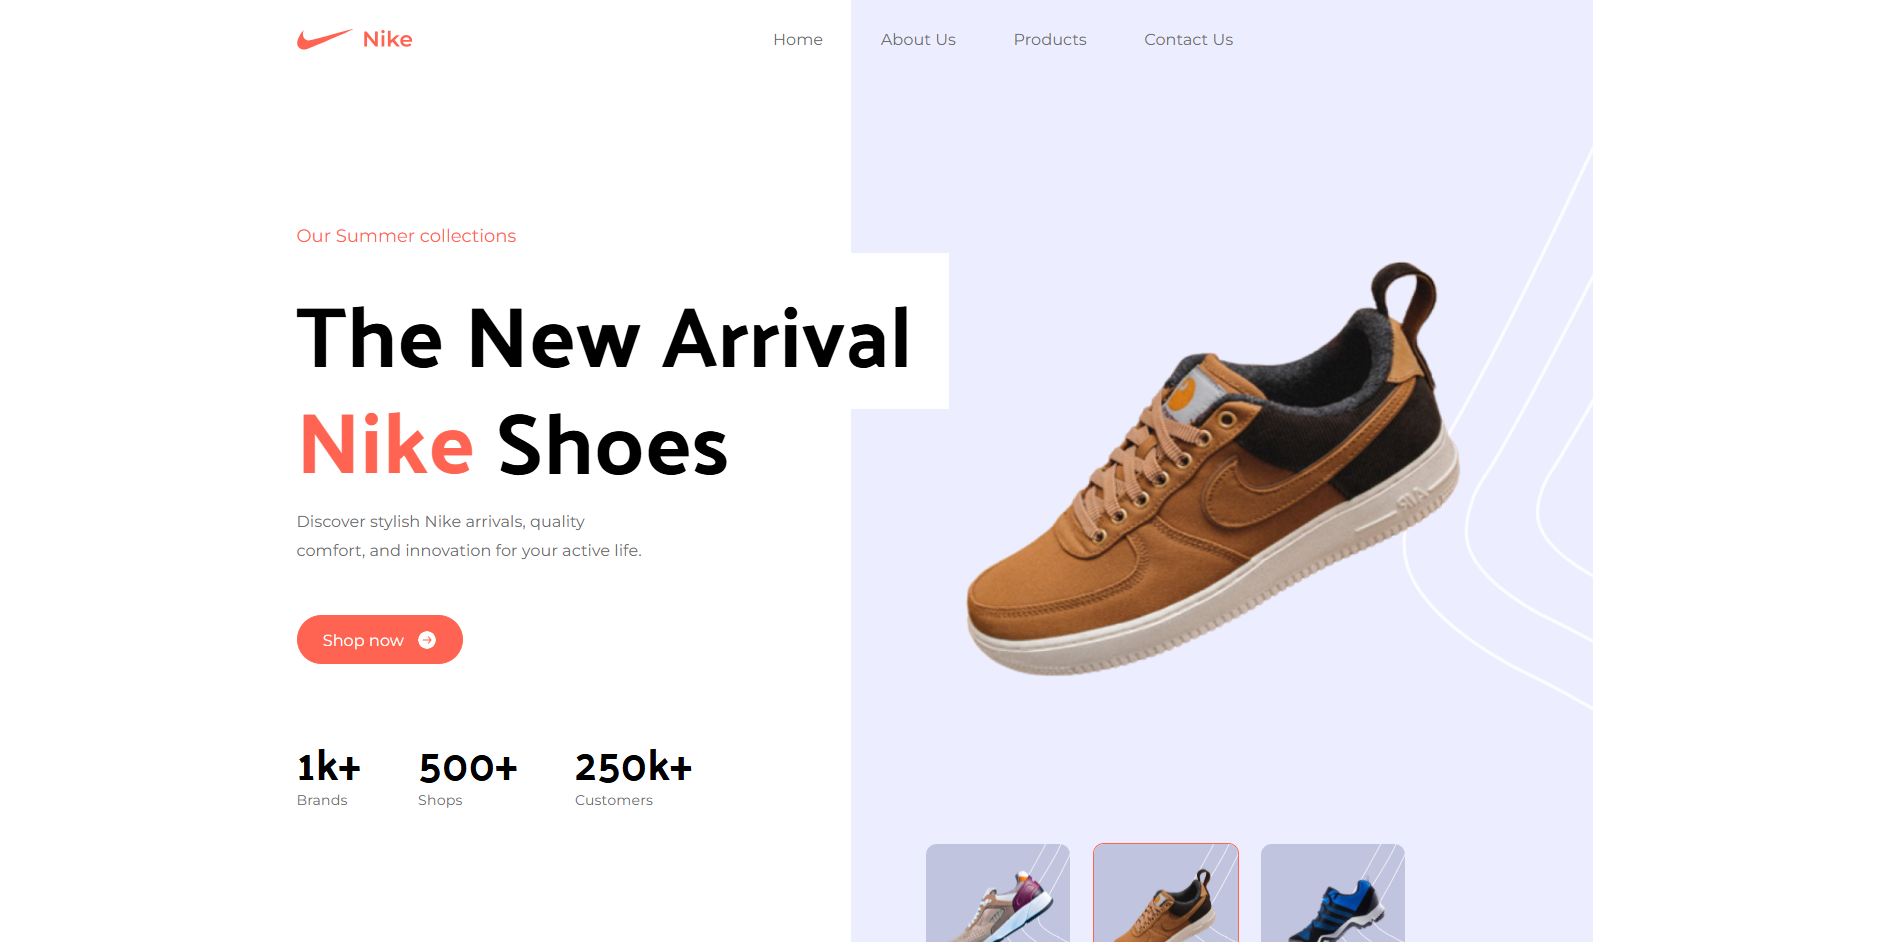 Nike
Home About Us Products Contact Us
Our Summer collections
The New Arrival
Nike Shoes
Discover stylish Nike arrivals, quality
comfort, and innovation for your active life.
Shop now
1k+ 500+ 250k+
Brands Shops Customers
AIR